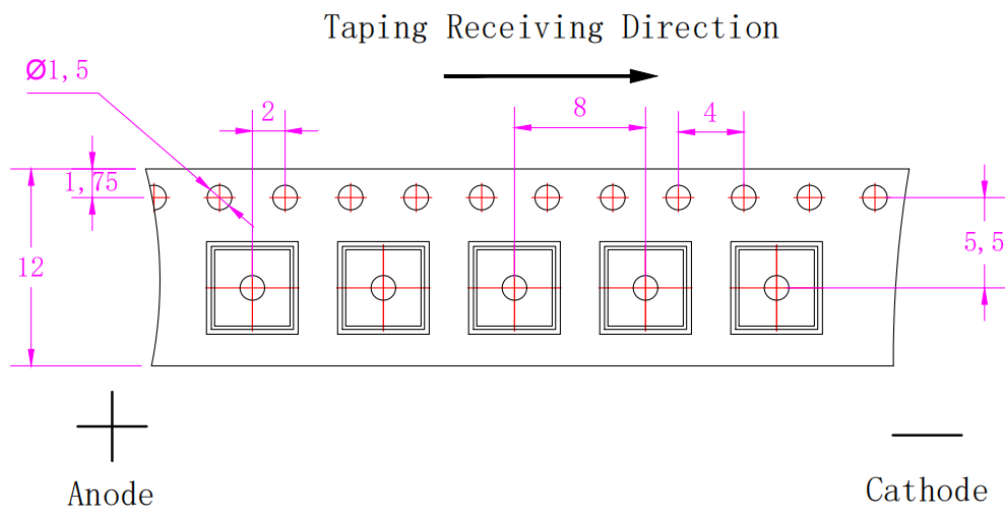 Taping Receiving Direction
Ø1,5
2
8
4
1,75
12
5,5
Anode
Cathode